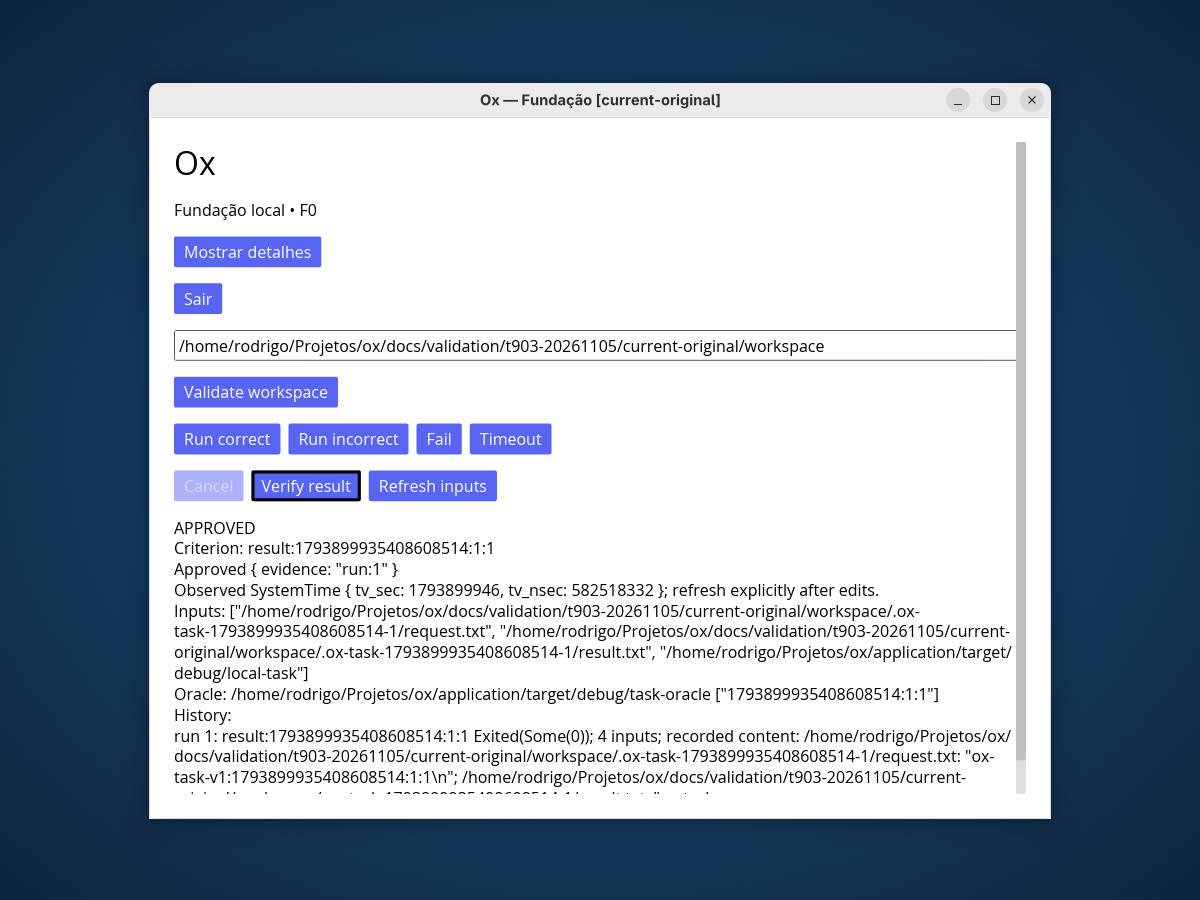 Ox — Fundação [current-original]
Ox
Fundação local • F0
Mostrar detalhes
Sair
/home/rodrigo/Projetos/ox/docs/validation/t903-20261105/current-original/workspace
Validate workspace
Run correct Run incorrect Fail Timeout
Cancel Verify result Refresh inputs
APPROVED
Criterion: result:1793899935408608514:1:1
Approved { evidence: "run:1" }
Observed SystemTime { tv_sec: 1793899946, tv_nsec: 582518332 }; refresh explicitly after edits.
Inputs: ["/home/rodrigo/Projetos/ox/docs/validation/t903-20261105/current-original/workspace/.ox-
task-1793899935408608514-1/request.txt", "/home/rodrigo/Projetos/ox/docs/validation/t903-20261105/current-
original/workspace/.ox-task-1793899935408608514-1/result.txt", "/home/rodrigo/Projetos/ox/application/target/
debug/local-task"]
Oracle: /home/rodrigo/Projetos/ox/application/target/debug/task-oracle ["1793899935408608514:1:1"]
History:
run 1: result:1793899935408608514:1:1 Exited(Some(0)); 4 inputs; recorded content: /home/rodrigo/Projetos/ox/
docs/validation/t903-20261105/current-original/workspace/.ox-task-1793899935408608514-1/request.txt: "ox-
task-v1:1793899935408608514:1:1\n"; /home/rodrigo/Projetos/ox/docs/validation/t903-20261105/current-